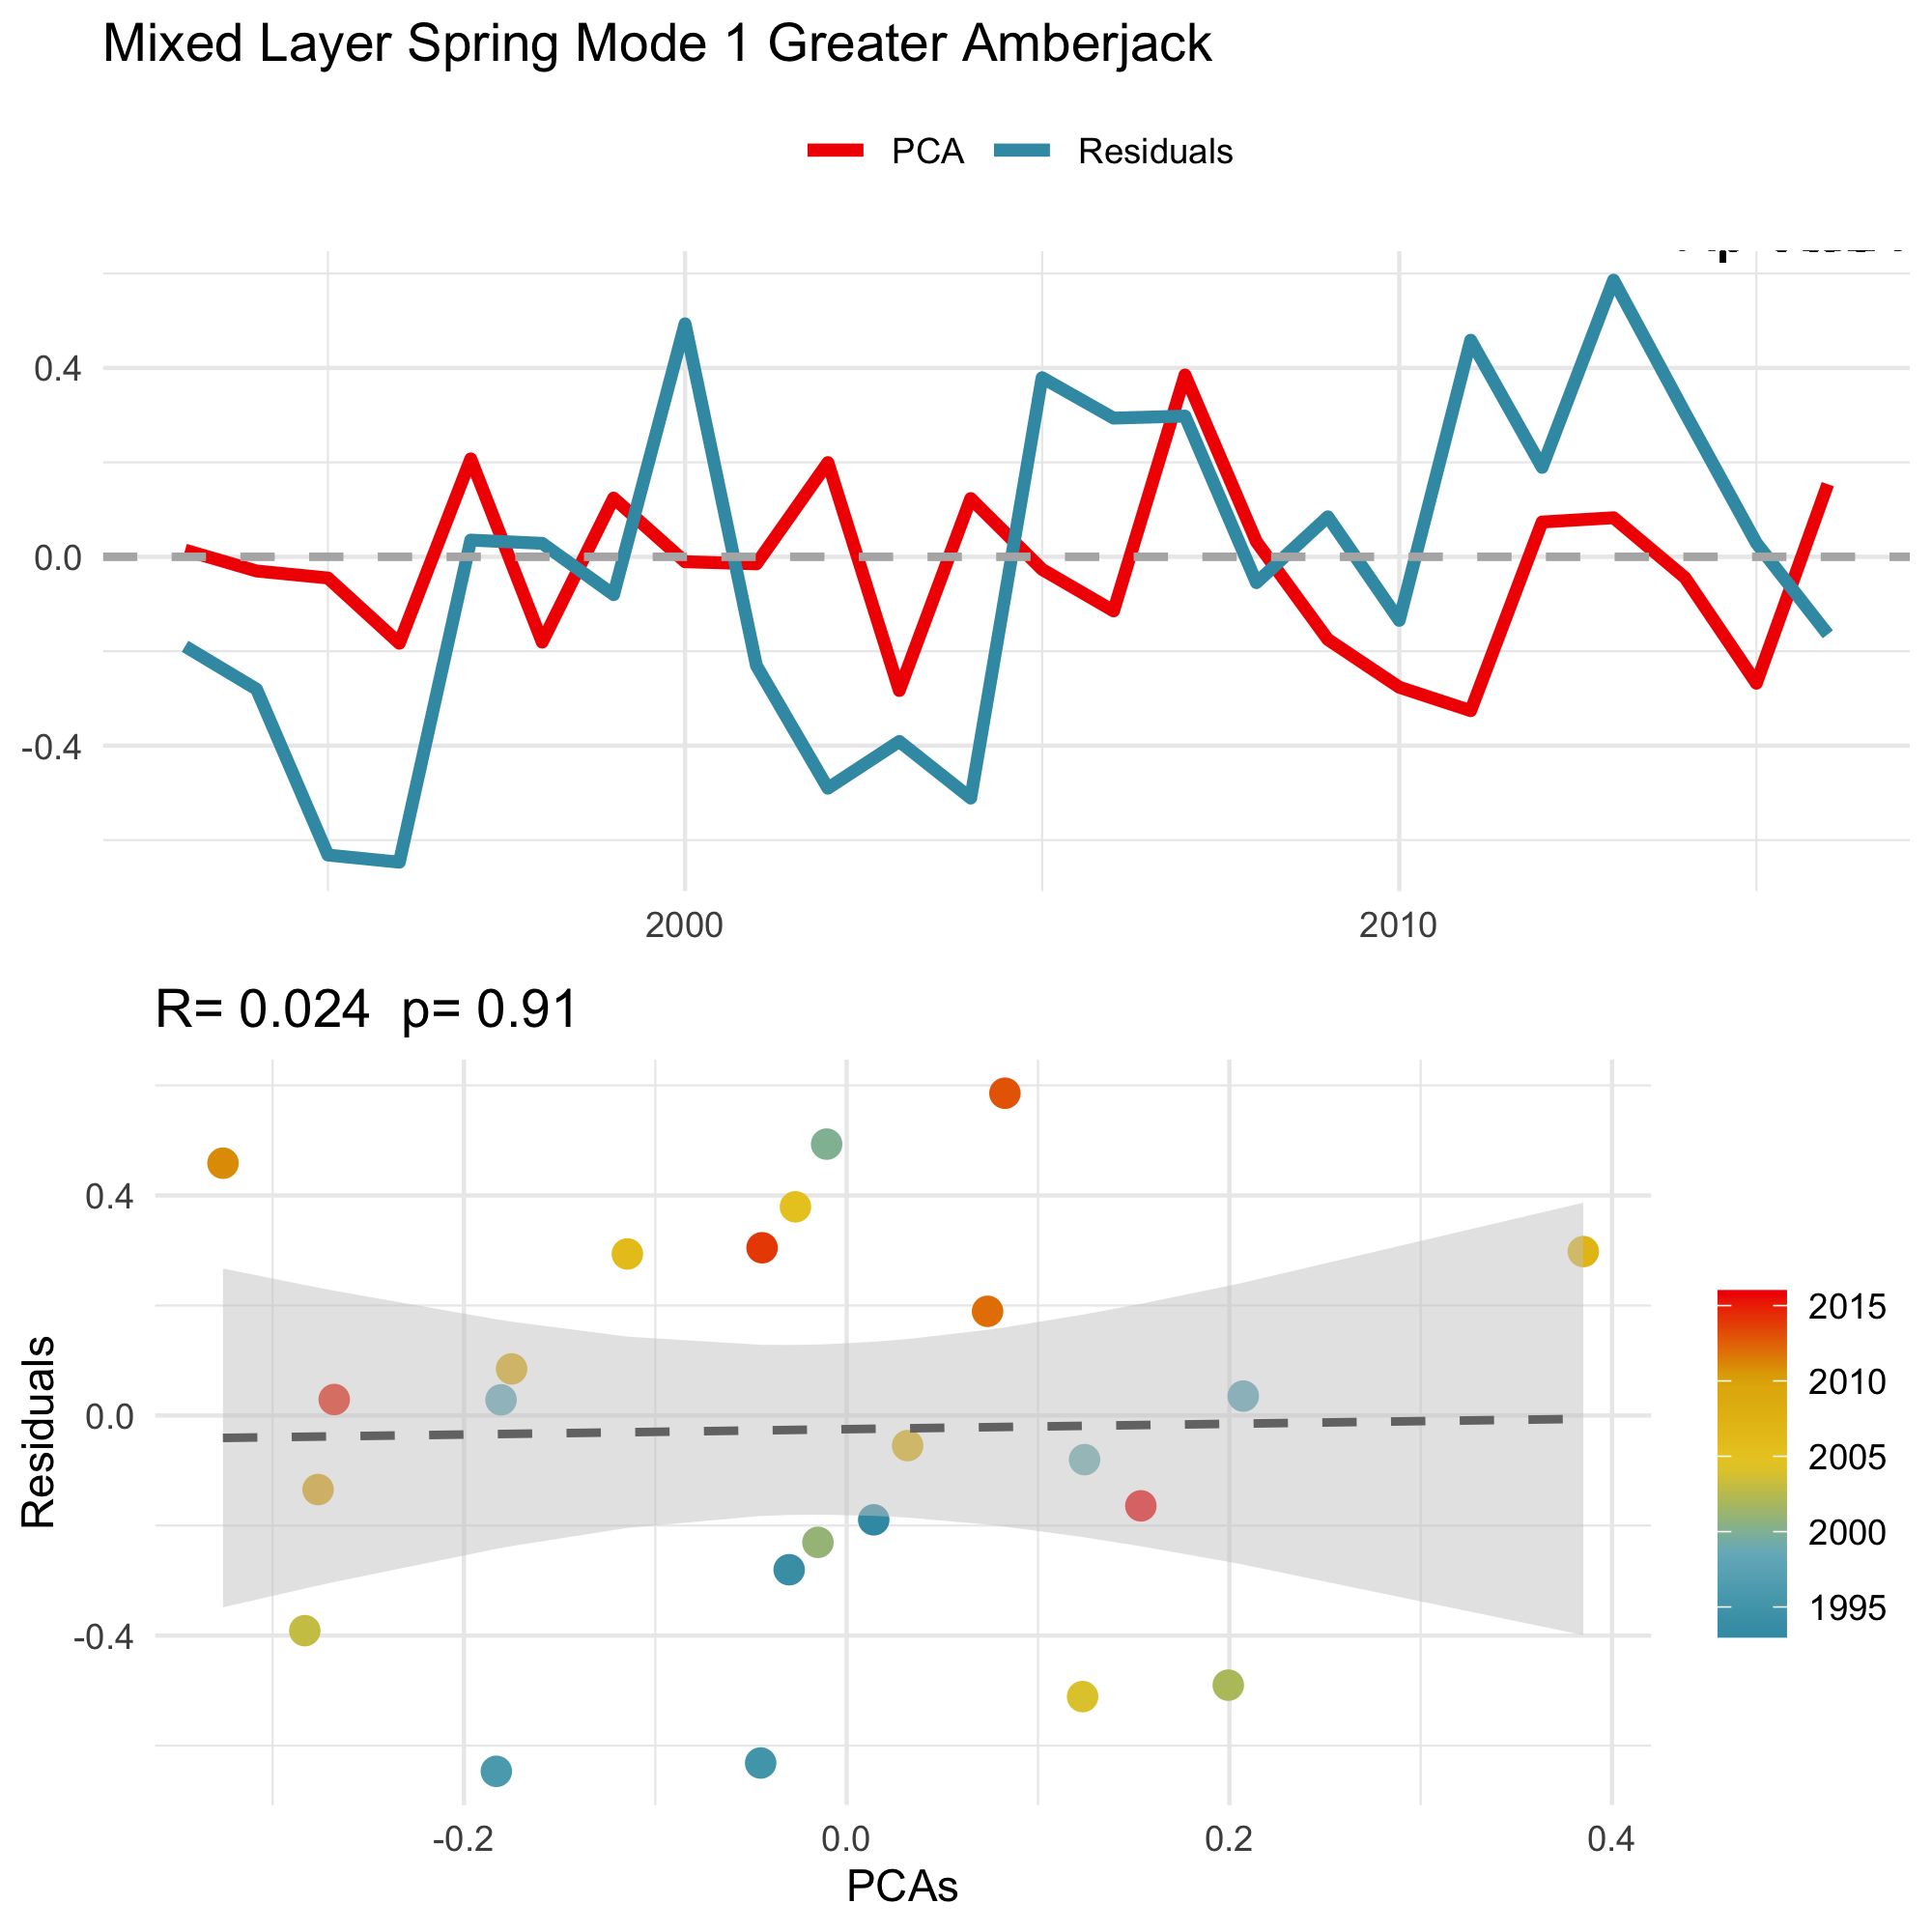 Mixed Layer Spring Mode 1 Greater Amberjack
PCA Residuals
0.4
0.0
-0.4
2000 2010
R= 0.024 p= 0.91
Residuals
0.4
0.0
-0.4
-0.2 0.0 0.2 0.4
PCAs
2015
2010
2005
2000
1995